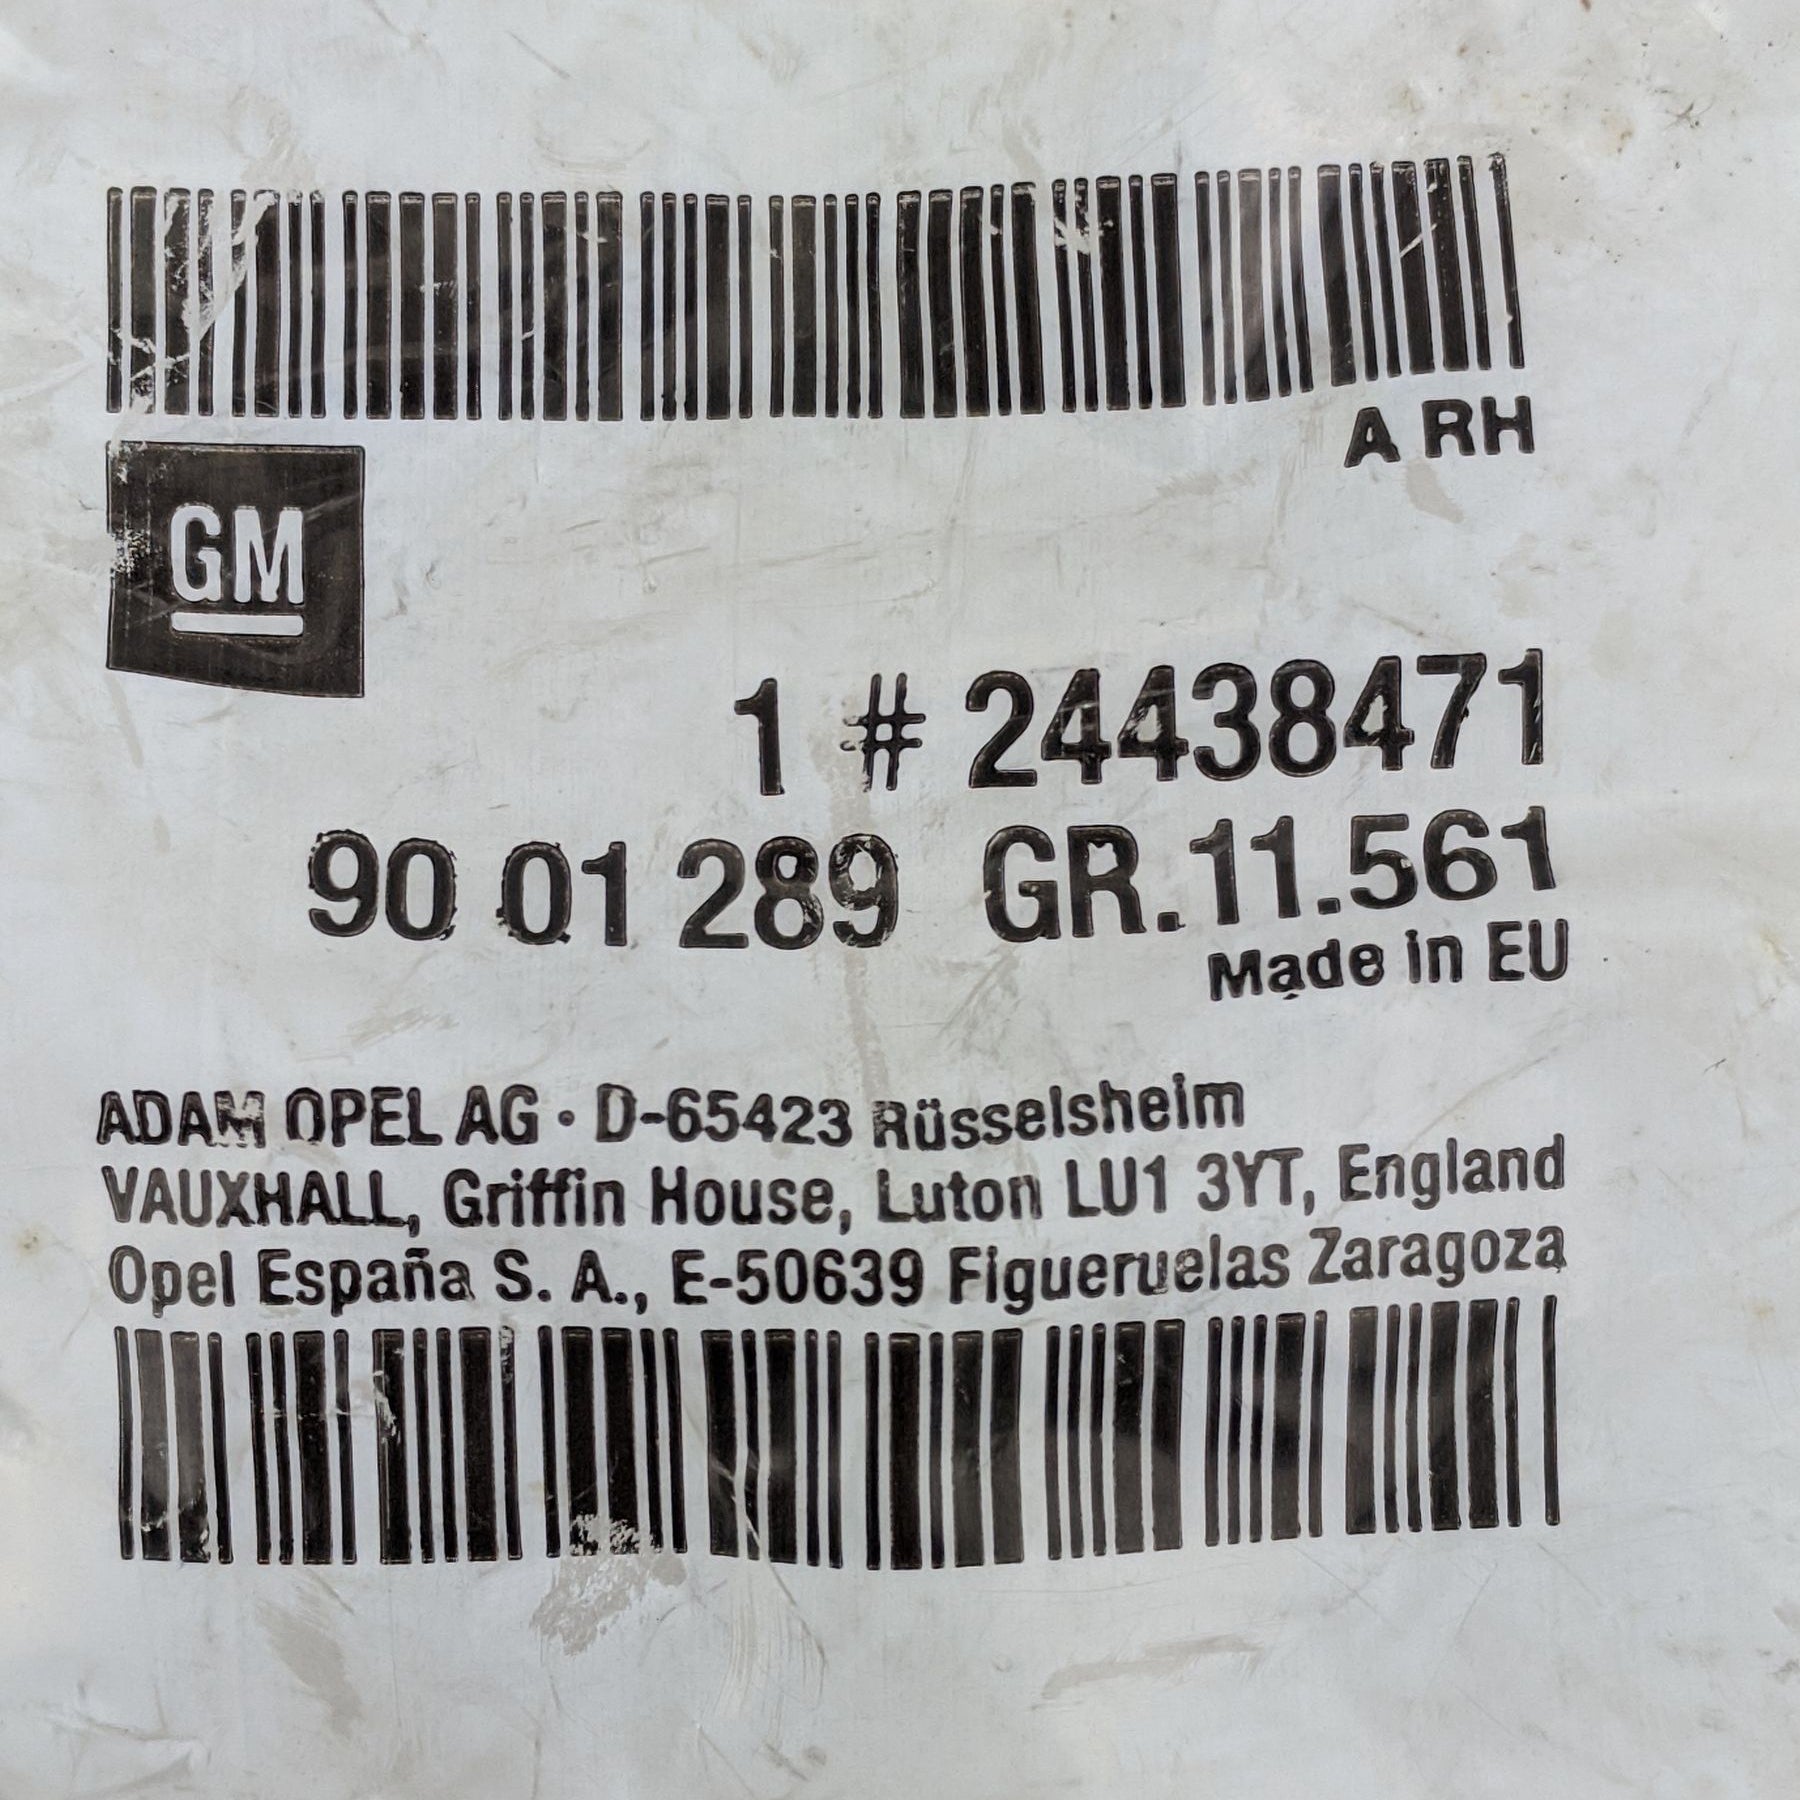 A RH
GM
1 # 24438471
90 01 289 GR.11.561
Made in EU
ADAM OPEL AG · D-65423 Rüsselsheim
VAUXHALL, Griffin House, Luton LU1 3YT, England
Opel España S. A., E-50639 Figueruelas Zaragoza